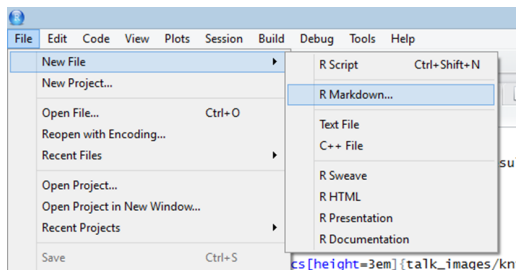 File Edit Code View Plots Session Build Debug Tools Help
New File
New Project...
Open File... Ctrl+O
Reopen with Encoding...
Recent Files
Open Project...
Open Project in New Window...
Recent Projects
Save Ctrl+S
R Script Ctrl+Shift+N
R Markdown...
Text File
C++ File
R Sweave
R HTML
R Presentation
R Documentation
su
cs[height=3em]{talk_images/kn